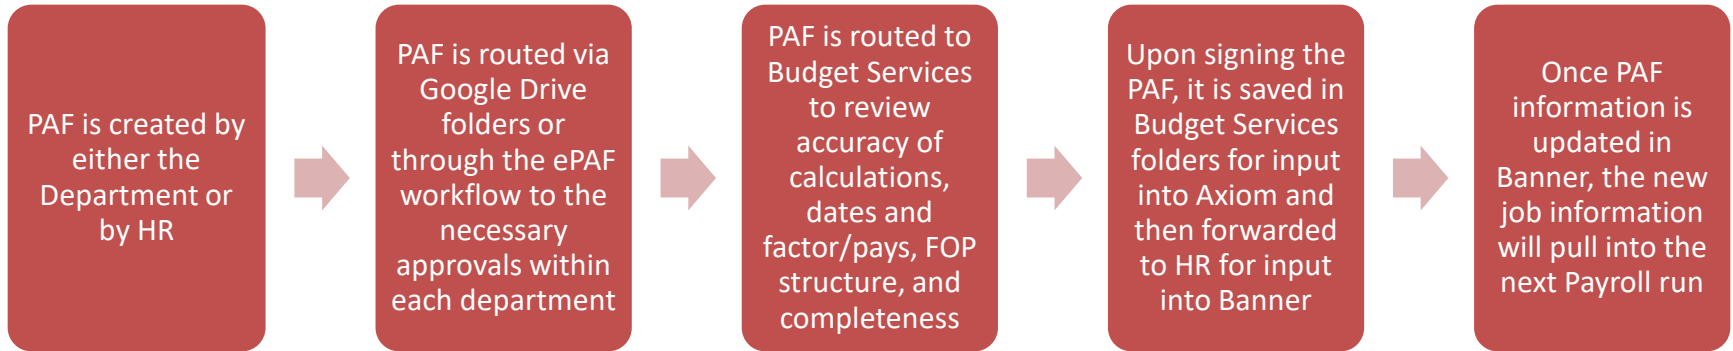 PAF is created by
either the
Department or
by HR
PAF is routed via
Google Drive
folders or
through the ePAF
workflow to the
necessary
approvals within
each department
PAF is routed to
Budget Services
to review
accuracy of
calculations,
dates and
factor/pays, FOP
structure, and
completeness
Upon signing the
PAF, it is saved in
Budget Services
folders for input
into Axiom and
then forwarded
to HR for input
into Banner
Once PAF
information is
updated in
Banner, the new
job information
will pull into the
next Payroll run